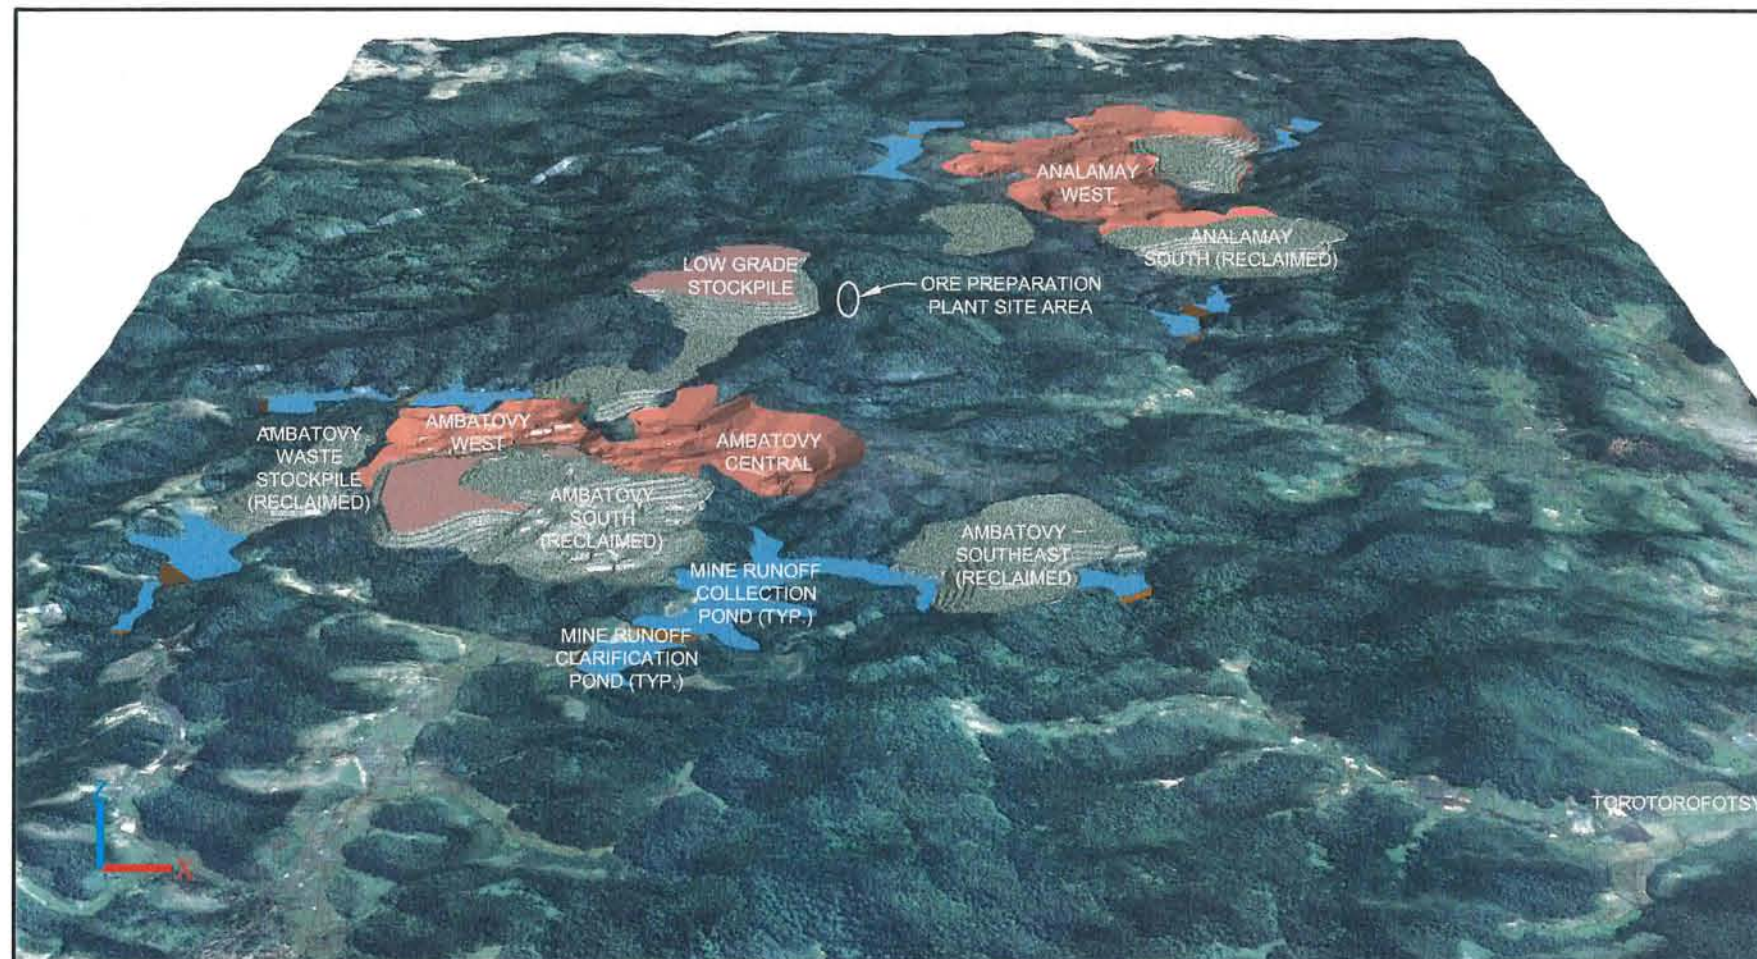 ANALAMAY
WEST
ANALAMAY
SOUTH (RECLAIMED)
LOW GRADE
STOCKPILE
ORE PREPARATION
PLANT SITE AREA
AMBATOVY
WEST
AMBATOVY
WASTE
STOCKPILE
(RECLAIMED)
AMBATOVY
CENTRAL
AMBATOVY
SOUTH
(RECLAIMED)
AMBATOVY
SOUTHEAST
(RECLAIMED)
MINE RUNOFF
COLLECTION
POND (TYP.)
MINE RUNOFF
CLARIFICATION
POND (TYP.)
TOROTOROFOTSY
Z
X